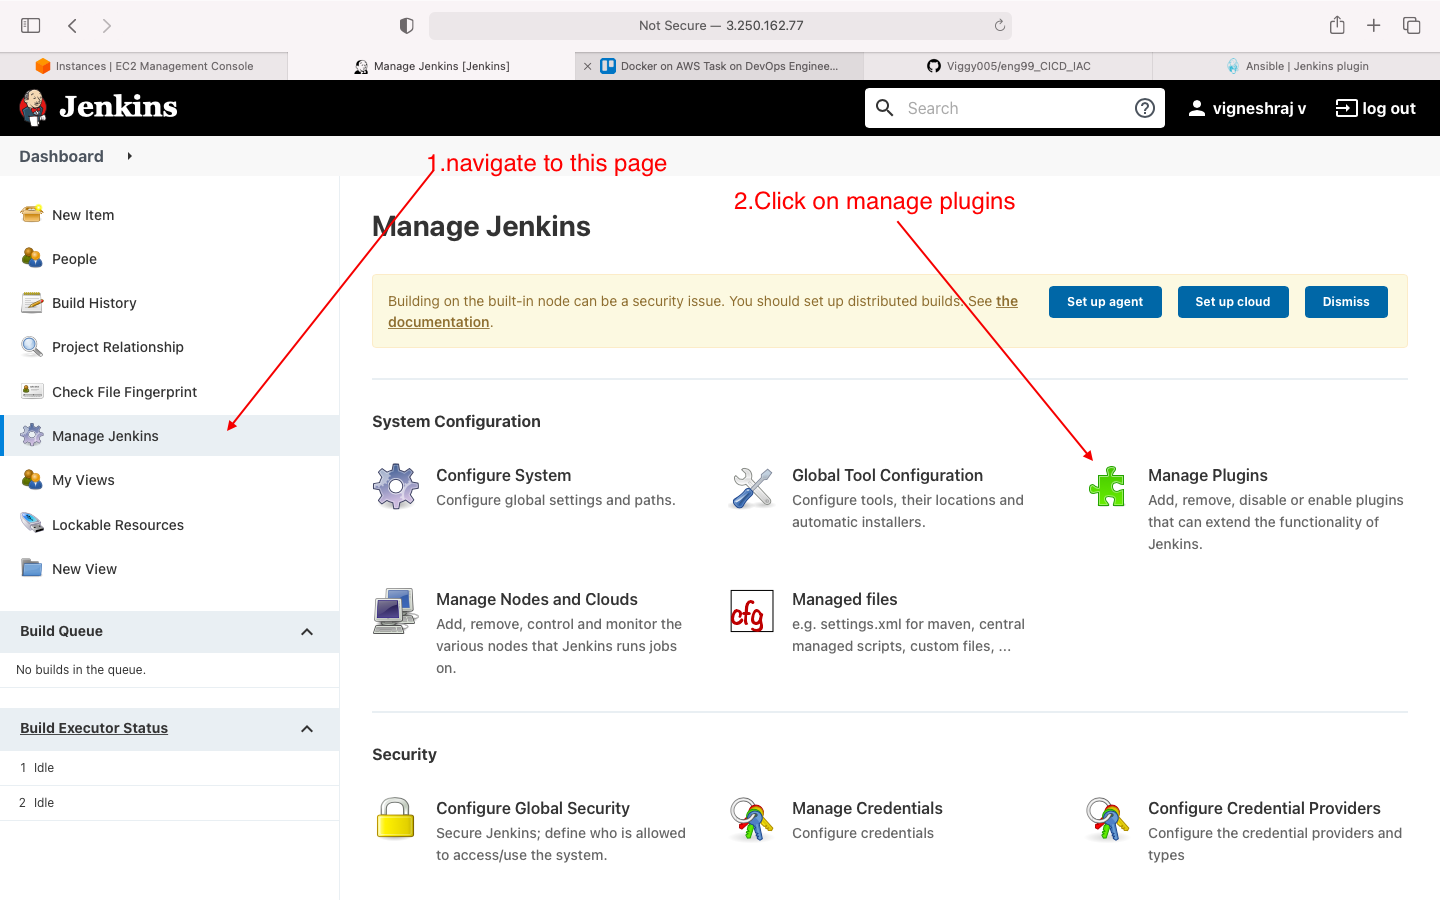 Not Secure — 3.250.162.77
Instances | EC2 Management Console
Manage Jenkins [Jenkins]
Docker on AWS Task on DevOps Enginee...
Viggy005/eng99_CICD_IAC
Ansible | Jenkins plugin
Jenkins
Search
vigneshraj v
log out
Dashboard
1.navigate to this page
2.Click on manage plugins
New Item
People
Build History
Project Relationship
Check File Fingerprint
Manage Jenkins
My Views
Lockable Resources
New View
Build Queue
No builds in the queue.
Build Executor Status
1 Idle
2 Idle
Manage Jenkins
Building on the built-in node can be a security issue. You should set up distributed builds. See the
documentation.
Set up agent
Set up cloud
Dismiss
System Configuration
Configure System
Configure global settings and paths.
Global Tool Configuration
Configure tools, their locations and
automatic installers.
Manage Plugins
Add, remove, disable or enable plugins
that can extend the functionality of
Jenkins.
Manage Nodes and Clouds
Add, remove, control and monitor the
various nodes that Jenkins runs jobs
on.
cfg
Managed files
e.g. settings.xml for maven, central
managed scripts, custom files, ...
Security
Configure Global Security
Secure Jenkins; define who is allowed
to access/use the system.
Manage Credentials
Configure credentials
Configure Credential Providers
Configure the credential providers and
types